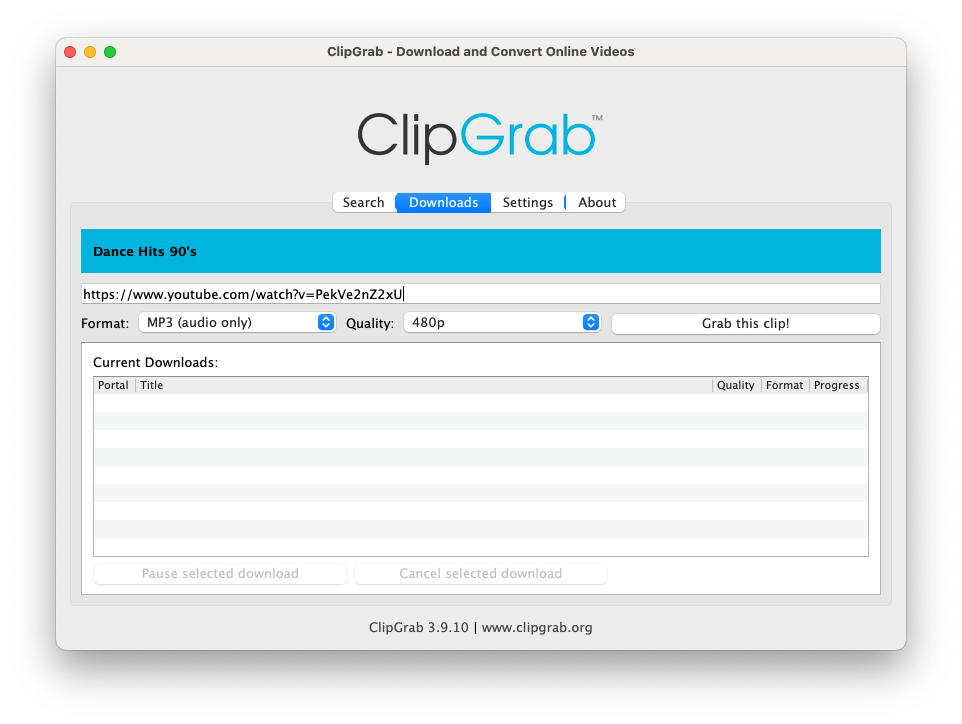 ClipGrab - Download and Convert Online Videos
ClipGrab™
Search Downloads Settings About
Dance Hits 90's
https://www.youtube.com/watch?v=PekVe2nZ2xU
Format: MP3 (audio only) Quality: 480p Grab this clip!
Current Downloads:
Portal Title Quality Format Progress
Pause selected download Cancel selected download
ClipGrab 3.9.10 | www.clipgrab.org